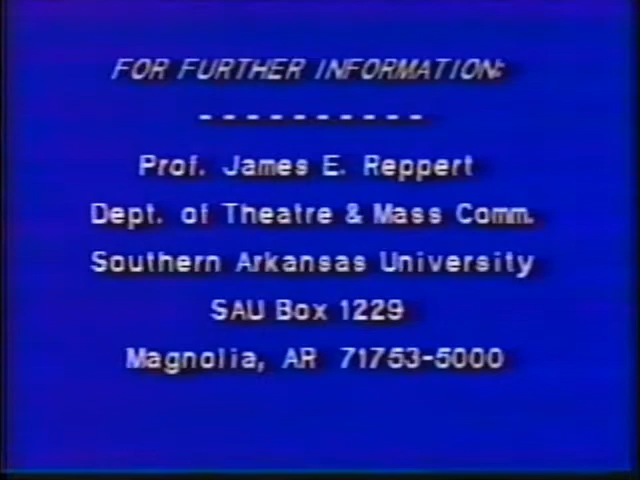 FOR FURTHER INFORMATION:
- - - - - - - - - -
Prof. James E. Reppert
Dept. of Theatre & Mass Comm.
Southern Arkansas University
SAU Box 1229
Magnolia, AR 71753-5000